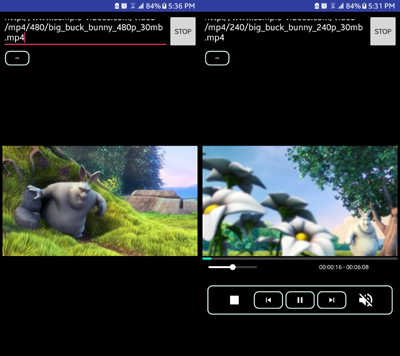 84% 5:36 PM
/mp4/480/big_buck_bunny_480p_30mb
.mp4
STOP
84% 5:31 PM
/mp4/240/big_buck_bunny_240p_30mb
.mp4
STOP
00:00:16 - 00:06:08